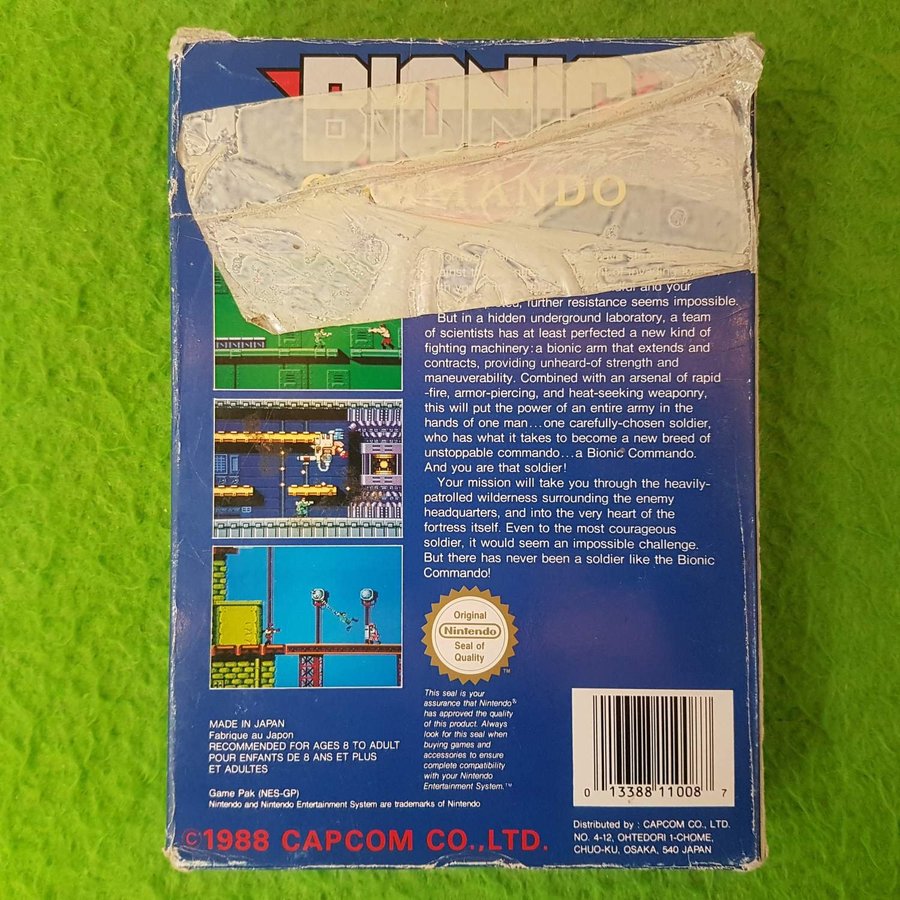 BIONIC
COMMANDO
and your
further resistance seems impossible.
But in a hidden underground laboratory, a team
of scientists has at least perfected a new kind of
fighting machinery: a bionic arm that extends and
contracts, providing unheard-of strength and
maneuverability. Combined with an arsenal of rapid
-fire, armor-piercing, and heat-seeking weaponry,
this will put the power of an entire army in the
hands of one man...one carefully-chosen soldier,
who has what it takes to become a new breed of
unstoppable commando...a Bionic Commando.
And you are that soldier!
Your mission will take you through the heavily-
patrolled wilderness surrounding the enemy
headquarters, and into the very heart of the
fortress itself. Even to the most courageous
soldier, it would seem an impossible challenge.
But there has never been a soldier like the Bionic
Commando!
Original
Nintendo
Seal of
Quality
TM
This seal is your
assurance that Nintendo®
has approved the quality
of this product. Always
look for this seal when
buying games and
accessories to ensure
complete compatibility
with your Nintendo
Entertainment System.™
MADE IN JAPAN
Fabrique au Japon
RECOMMENDED FOR AGES 8 TO ADULT
POUR ENFANTS DE 8 ANS ET PLUS
ET ADULTES
Game Pak (NES-GP)
Nintendo and Nintendo Entertainment System are trademarks of Nintendo
©1988 CAPCOM CO.,LTD.
0 13388 11008 7
Distributed by : CAPCOM CO., LTD.
NO. 4-12, OHTEDORI 1-CHOME,
CHUO-KU, OSAKA, 540 JAPAN